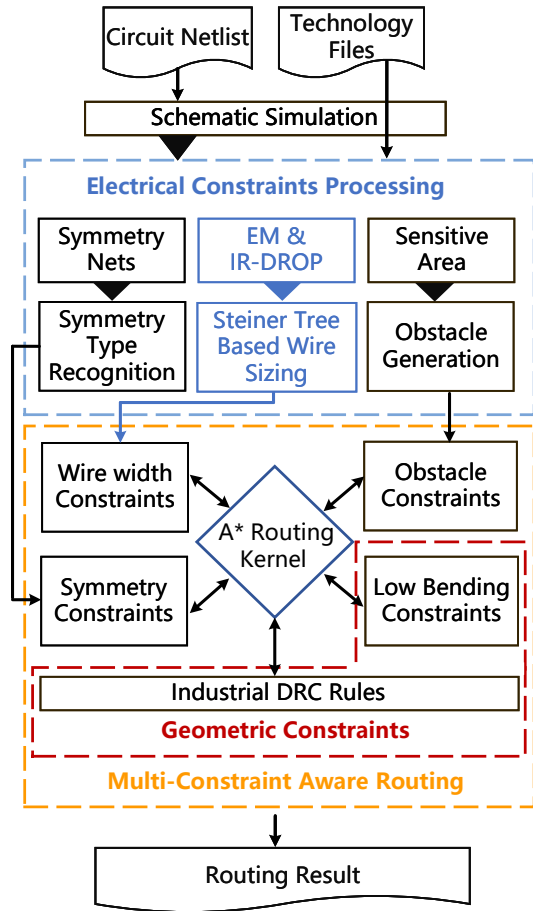 Circuit Netlist
Technology
Files
Schematic Simulation
Electrical Constraints Processing
Symmetry
Nets
EM &
IR-DROP
Sensitive
Area
Symmetry
Type
Recognition
Steiner Tree
Based Wire
Sizing
Obstacle
Generation
Wire width
Constraints
Obstacle
Constraints
A* Routing
Kernel
Symmetry
Constraints
Low Bending
Constraints
Industrial DRC Rules
Geometric Constraints
Multi-Constraint Aware Routing
Routing Result